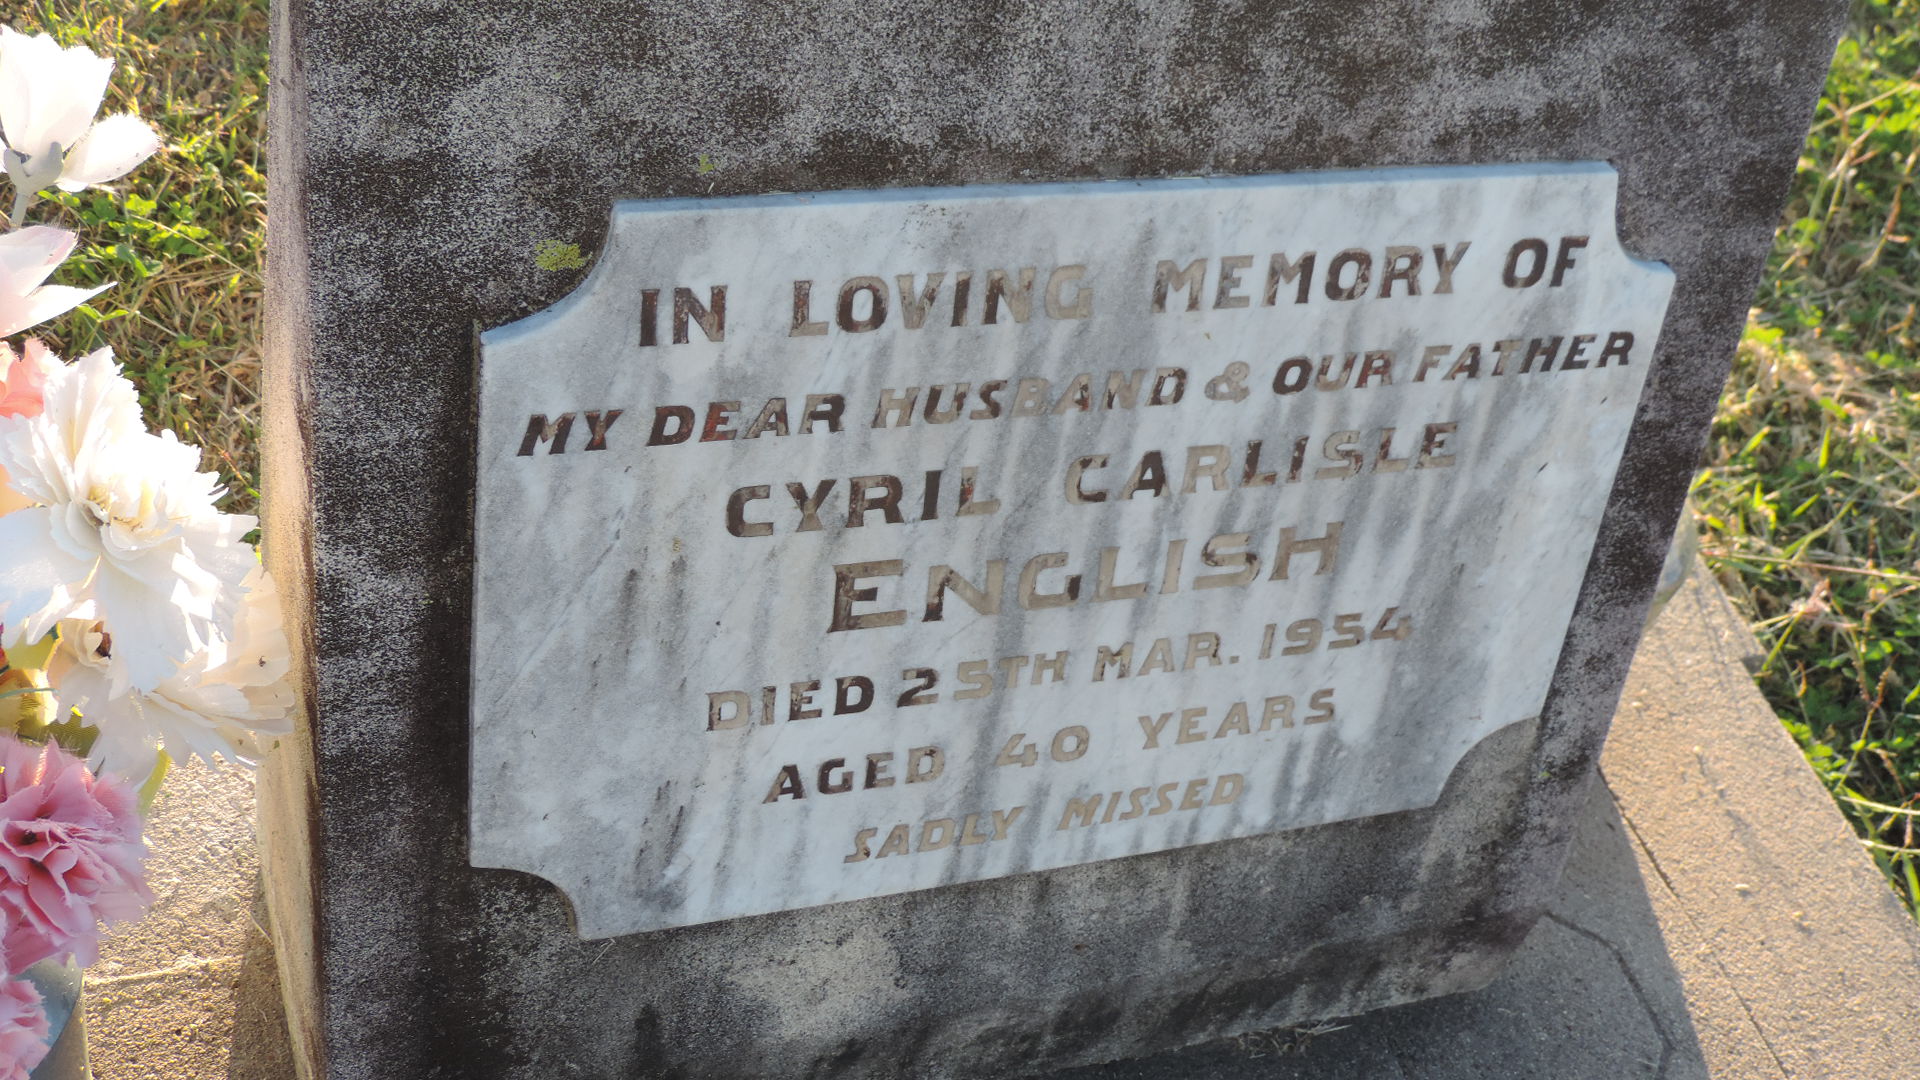 IN LOVING MEMORY OF
MY DEAR HUSBAND & OUR FATHER
CYRIL CARLISLE
ENGLISH
DIED 25TH MAR. 1954
AGED 40 YEARS
SADLY MISSED